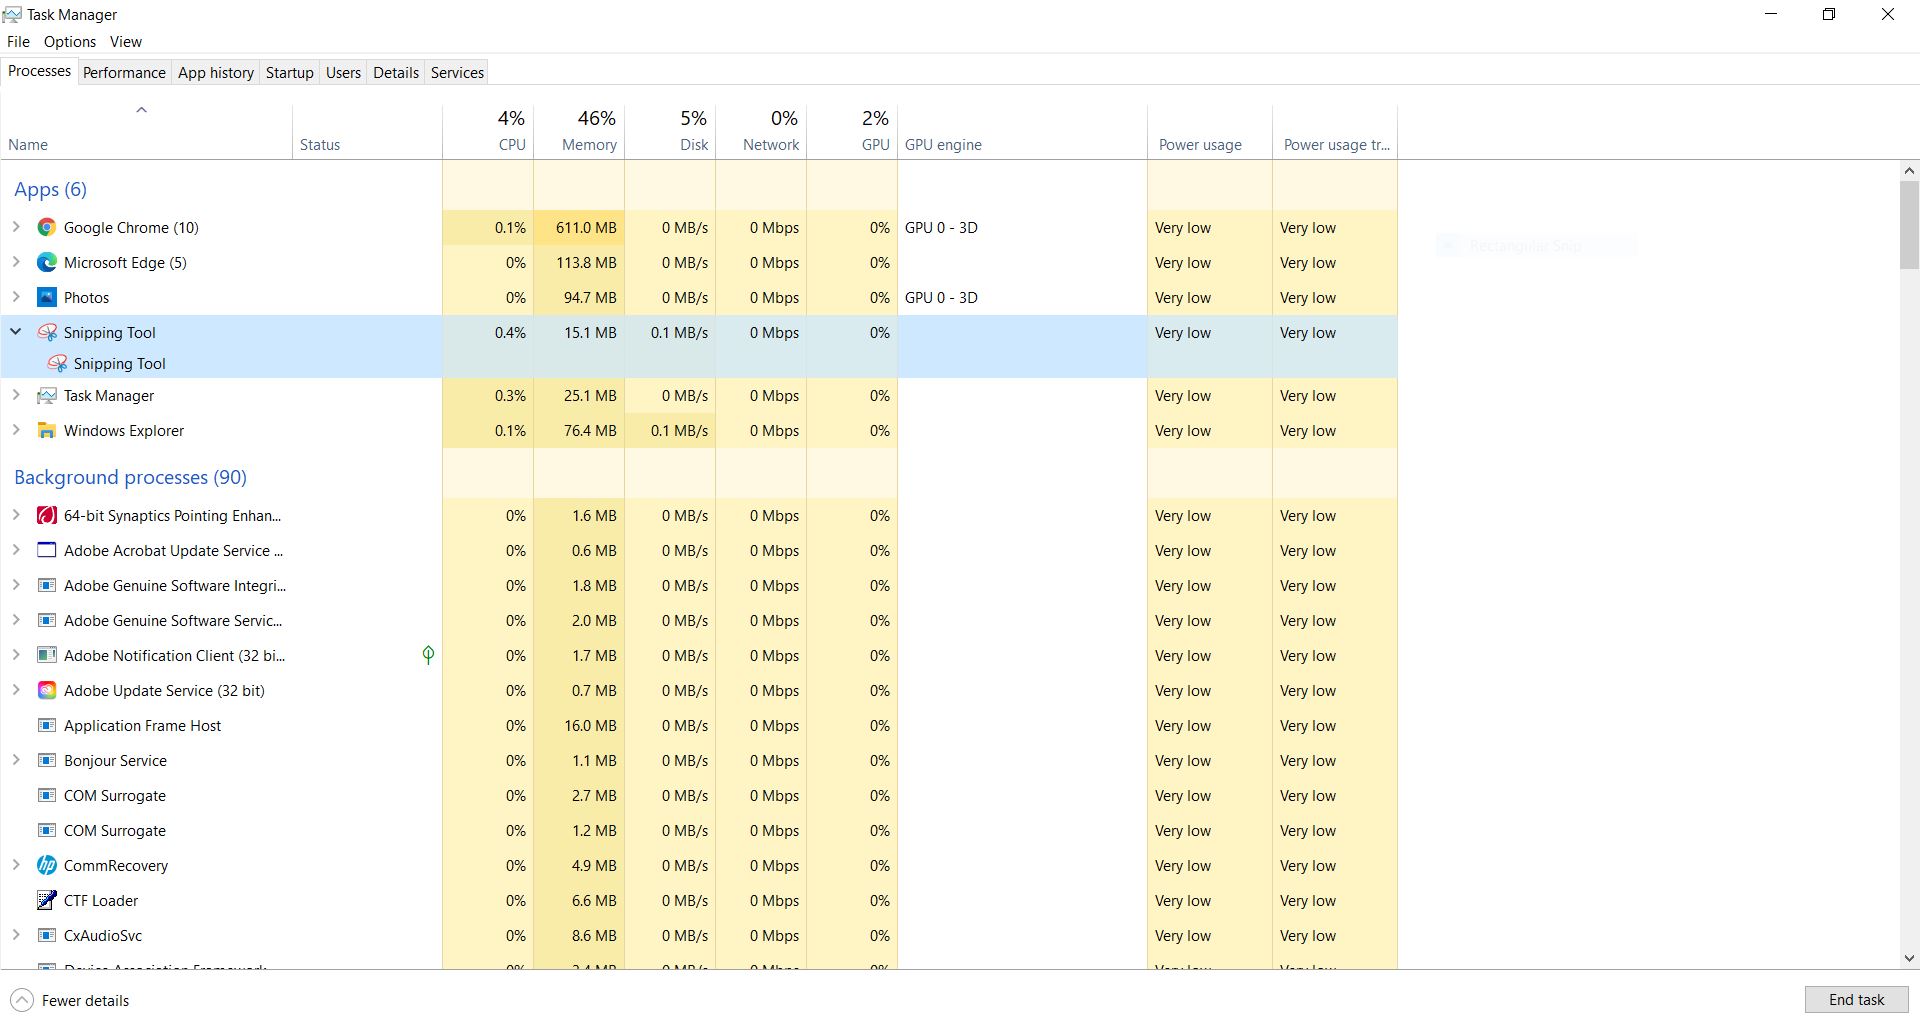 Task Manager
File Options View
Processes Performance App history Startup Users Details Services
4% 46% 5% 0% 2%
Name Status CPU Memory Disk Network GPU GPU engine Power usage Power usage tr...
Apps (6)
Google Chrome (10) 0.1% 611.0 MB 0 MB/s 0 Mbps 0% GPU 0 - 3D Very low Very low
Rectangular Snip
Microsoft Edge (5) 0% 113.8 MB 0 MB/s 0 Mbps 0% Very low Very low
Photos 0% 94.7 MB 0 MB/s 0 Mbps 0% GPU 0 - 3D Very low Very low
Snipping Tool 0.4% 15.1 MB 0.1 MB/s 0 Mbps 0% Very low Very low
Snipping Tool
Task Manager 0.3% 25.1 MB 0 MB/s 0 Mbps 0% Very low Very low
Windows Explorer 0.1% 76.4 MB 0.1 MB/s 0 Mbps 0% Very low Very low
Background processes (90)
64-bit Synaptics Pointing Enhan... 0% 1.6 MB 0 MB/s 0 Mbps 0% Very low Very low
Adobe Acrobat Update Service ... 0% 0.6 MB 0 MB/s 0 Mbps 0% Very low Very low
Adobe Genuine Software Integri... 0% 1.8 MB 0 MB/s 0 Mbps 0% Very low Very low
Adobe Genuine Software Servic... 0% 2.0 MB 0 MB/s 0 Mbps 0% Very low Very low
Adobe Notification Client (32 bi... 0% 1.7 MB 0 MB/s 0 Mbps 0% Very low Very low
Adobe Update Service (32 bit) 0% 0.7 MB 0 MB/s 0 Mbps 0% Very low Very low
Application Frame Host 0% 16.0 MB 0 MB/s 0 Mbps 0% Very low Very low
Bonjour Service 0% 1.1 MB 0 MB/s 0 Mbps 0% Very low Very low
COM Surrogate 0% 2.7 MB 0 MB/s 0 Mbps 0% Very low Very low
COM Surrogate 0% 1.2 MB 0 MB/s 0 Mbps 0% Very low Very low
CommRecovery 0% 4.9 MB 0 MB/s 0 Mbps 0% Very low Very low
CTF Loader 0% 6.6 MB 0 MB/s 0 Mbps 0% Very low Very low
CxAudioSvc 0% 8.6 MB 0 MB/s 0 Mbps 0% Very low Very low
Fewer details End task